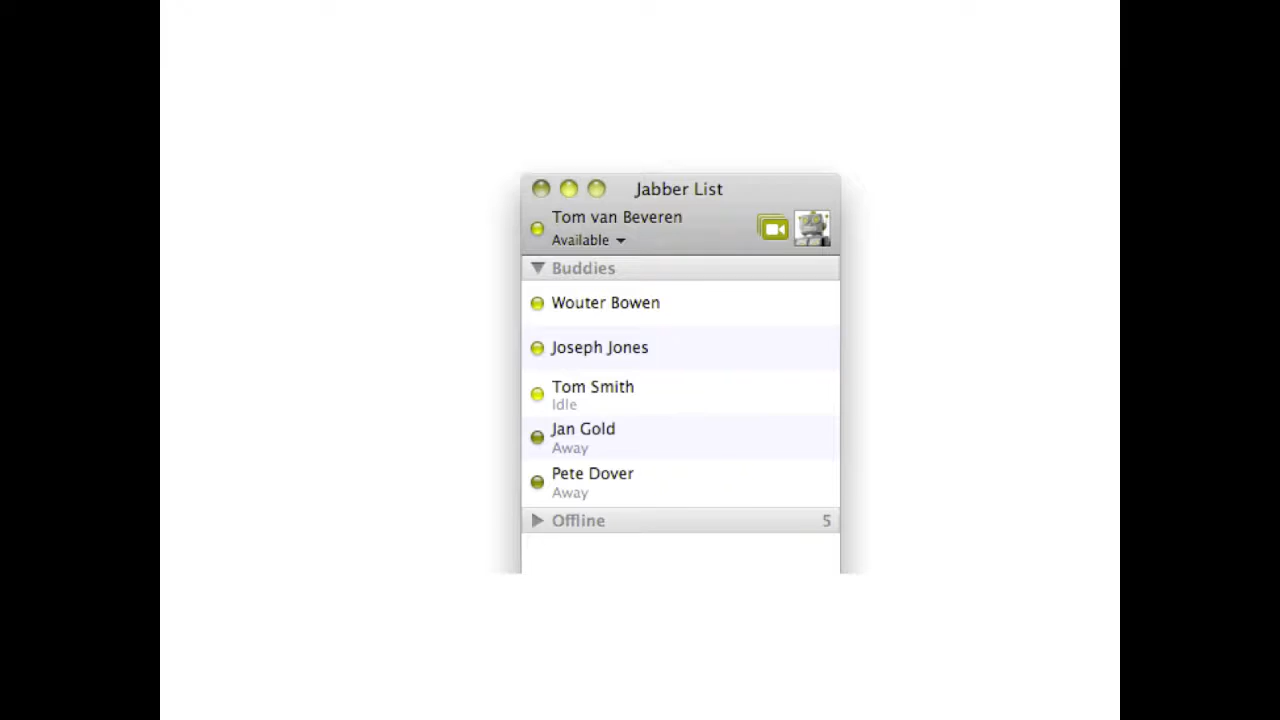 Jabber List
Tom van Beveren
Available
Buddies
Wouter Bowen
Joseph Jones
Tom Smith
Idle
Jan Gold
Away
Pete Dover
Away
Offline 5